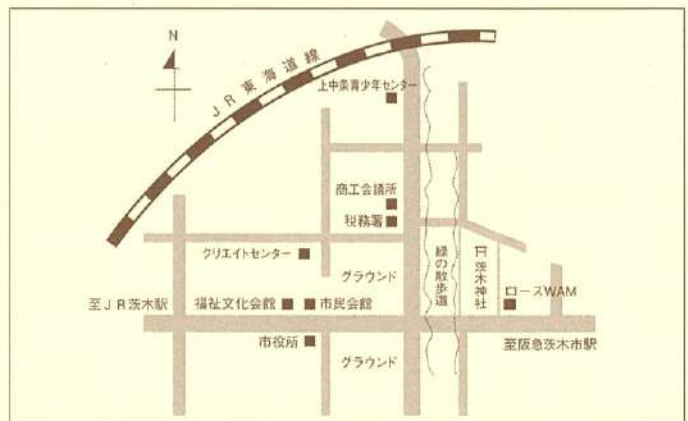 N
JR東海道線
上中条青少年センター
商工会議所
税務署
クリエイトセンター
グラウンド
緑の散歩道
茨木神社
ローズWAM
至JR茨木駅
福祉文化会館
市民会館
市役所
グラウンド
至阪急茨木市駅